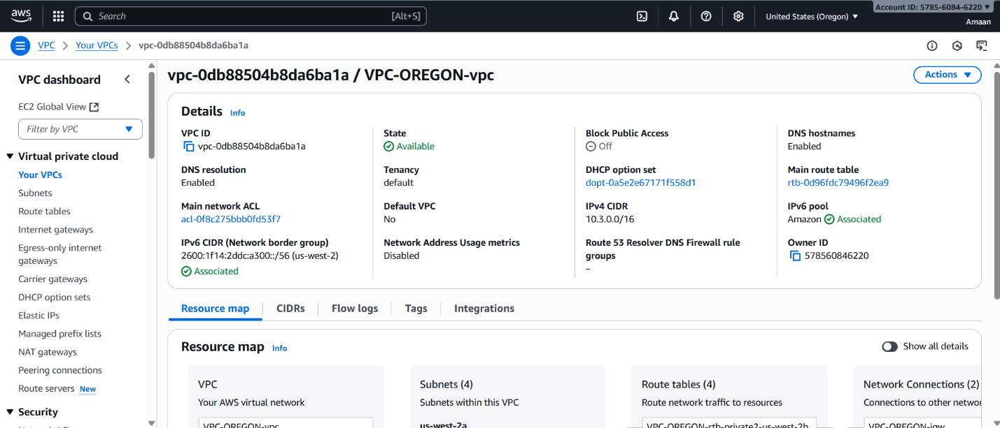 aws
Search [Alt+S]
United States (Oregon)
Account ID: 5785-6084-6220
Amaan
VPC
Your VPCs
vpc-0db88504b8da6ba1a
VPC dashboard
EC2 Global View
Filter by VPC
Virtual private cloud
Your VPCs
Subnets
Route tables
Internet gateways
Egress-only internet
gateways
Carrier gateways
DHCP option sets
Elastic IPs
Managed prefix lists
NAT gateways
Peering connections
Route servers New
Security
vpc-0db88504b8da6ba1a / VPC-OREGON-vpc
Actions
Details Info
VPC ID
vpc-0db88504b8da6ba1a
State
Available
Block Public Access
Off
DNS hostnames
Enabled
DNS resolution
Enabled
Tenancy
default
DHCP option set
dopt-0a5e2e67171f558d1
Main route table
rtb-0d96fdc79496f2ea9
Main network ACL
acl-0f8c275bbb0fd53f7
Default VPC
No
IPv4 CIDR
10.3.0.0/16
IPv6 pool
Amazon Associated
IPv6 CIDR (Network border group)
2600:1f14:2ddc:a300::/56 (us-west-2)
Associated
Network Address Usage metrics
Disabled
Route 53 Resolver DNS Firewall rule
groups
–
Owner ID
578560846220
Resource map
CIDRs
Flow logs
Tags
Integrations
Resource map Info
Show all details
VPC
Your AWS virtual network
VPC-OREGON-vpc
Subnets (4)
Subnets within this VPC
us-west-2a
Route tables (4)
Route network traffic to resources
VPC-OREGON-rtb-private2-us-west-2b
Network Connections (2)
Connections to other networ
VPC-OREGON-igw